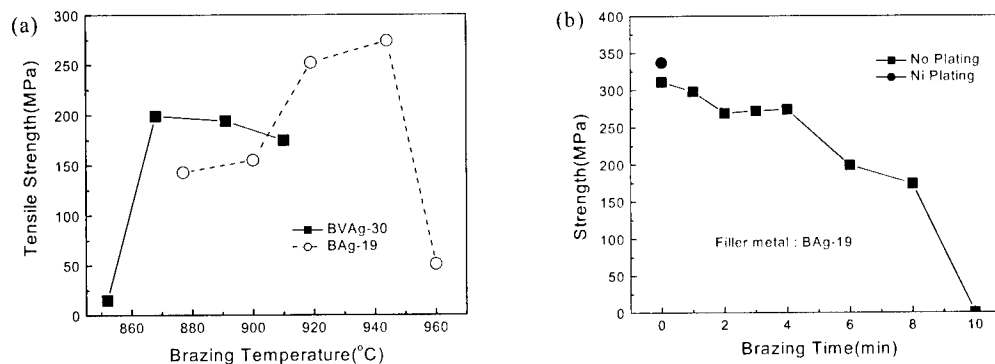 (a)
300
250
200
150
100
50
0
Tensile Strength(MPa)
BVAg-30
BAg-19
860 880 900 920 940 960
Brazing Temperature(°C)
(b)
400
350
300
250
200
150
100
50
0
Strength(MPa)
No Plating
Ni Plating
Filler metal : BAg-19
0 2 4 6 8 10
Brazing Time(min)